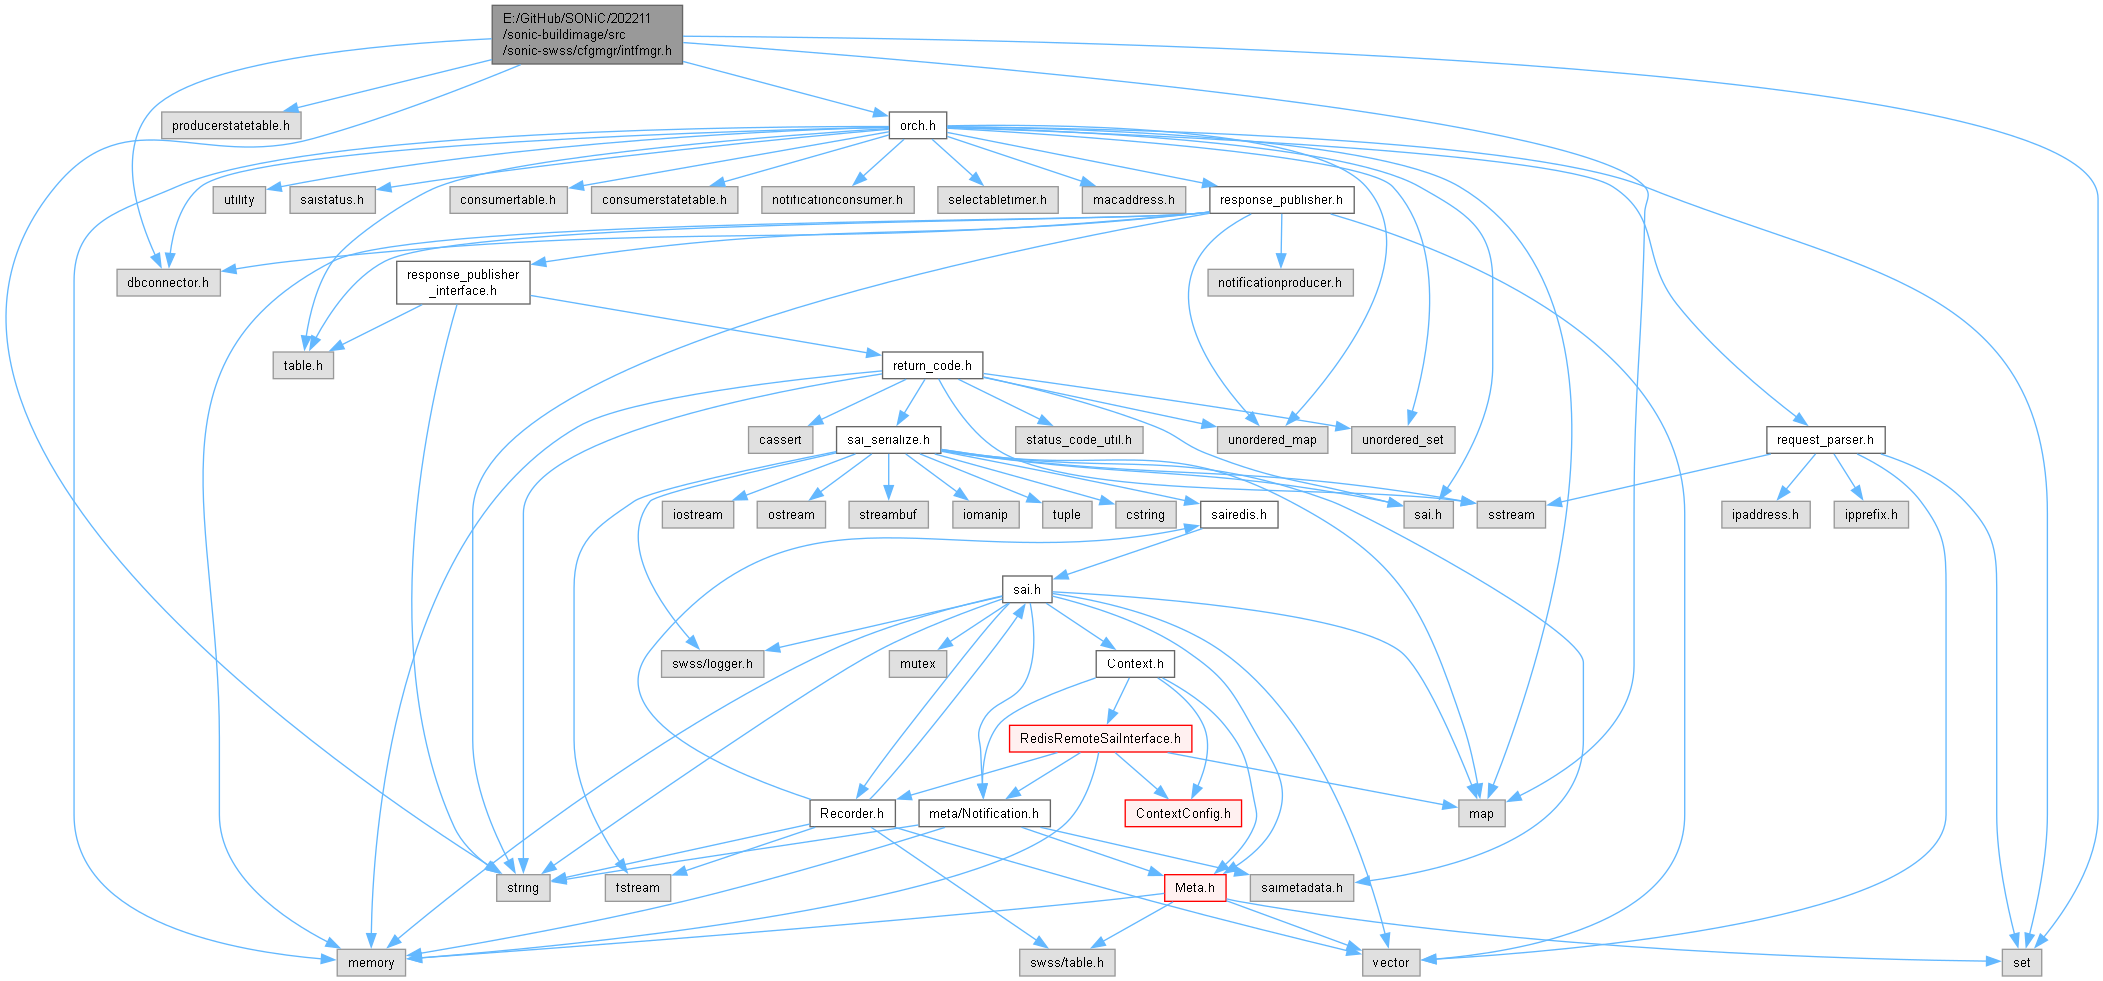 E:/GitHub/SONiC/202211
/sonic-buildimage/src
/sonic-swss/cfgmgr/intfmgr.h
producerstatetable.h
orch.h
utility
saistatus.h
consumertable.h
consumerstatetable.h
notificationconsumer.h
selectabletimer.h
macaddress.h
response_publisher.h
dbconnector.h
response_publisher
_interface.h
notificationproducer.h
table.h
return_code.h
cassert
sai_serialize.h
status_code_util.h
unordered_map
unordered_set
request_parser.h
iostream
ostream
streambuf
iomanip
tuple
cstring
sairedis.h
sai.h
sstream
ipaddress.h
ipprefix.h
sai.h
swss/logger.h
mutex
Context.h
RedisRemoteSaiInterface.h
Recorder.h
meta/Notification.h
ContextConfig.h
map
string
fstream
Meta.h
saimetadata.h
memory
swss/table.h
vector
set